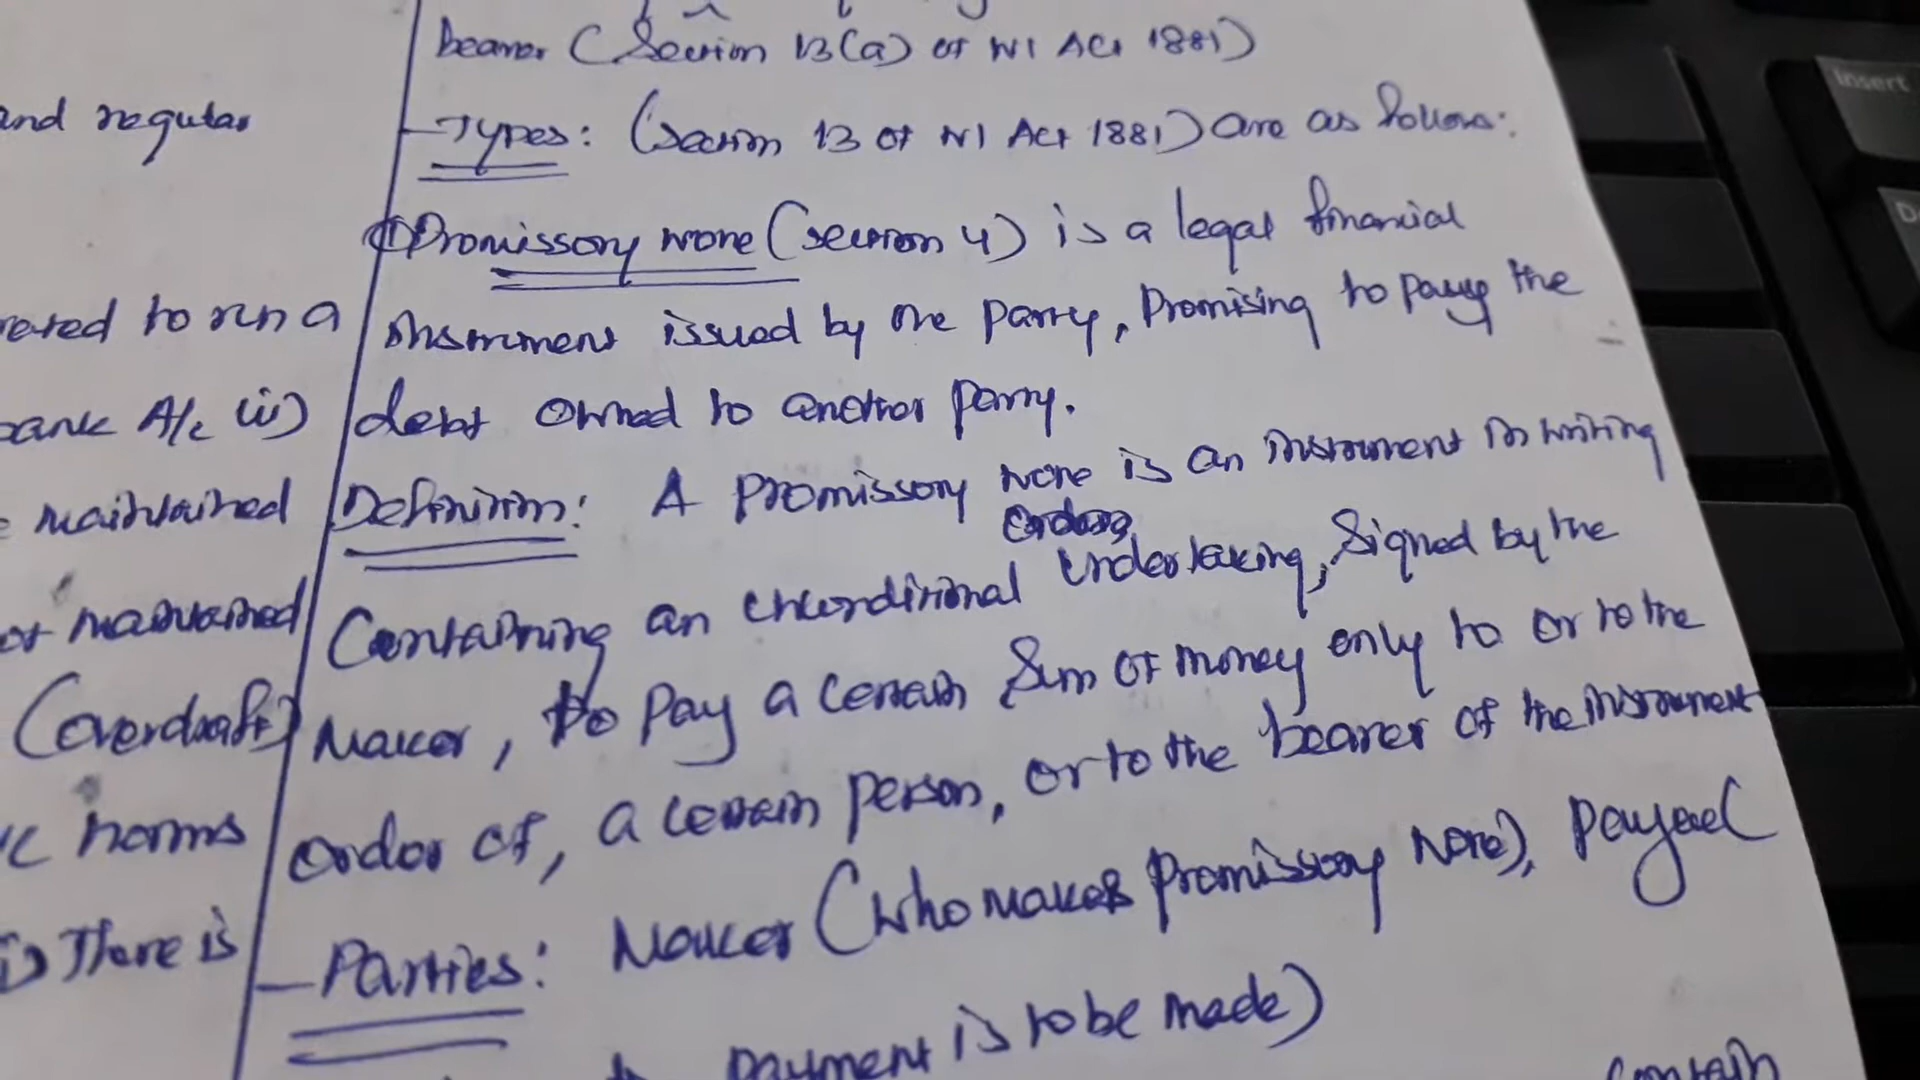 bearer (Section 13(a) of NI Act 1881)
- Types: (Section 13 of NI Act 1881) are as follows:
① Promissory note (section 4) is a legal financial
instrument issued by one party, Promising to pay the
debt owned to another party.
Definition: A promissory note is an instrument in writing
Containing an unconditional undertaking, signed by the
Maker, to pay a certain sum of money only to or to the
order of, a certain person, or to the bearer of the instrument
- Parties: Maker (who makes promissory note), payee (
payment is to be made)
contain
and regular
to run a
bank A/c (ii)
maintained
or maintained
(overdraft)
norms
There is
Insert